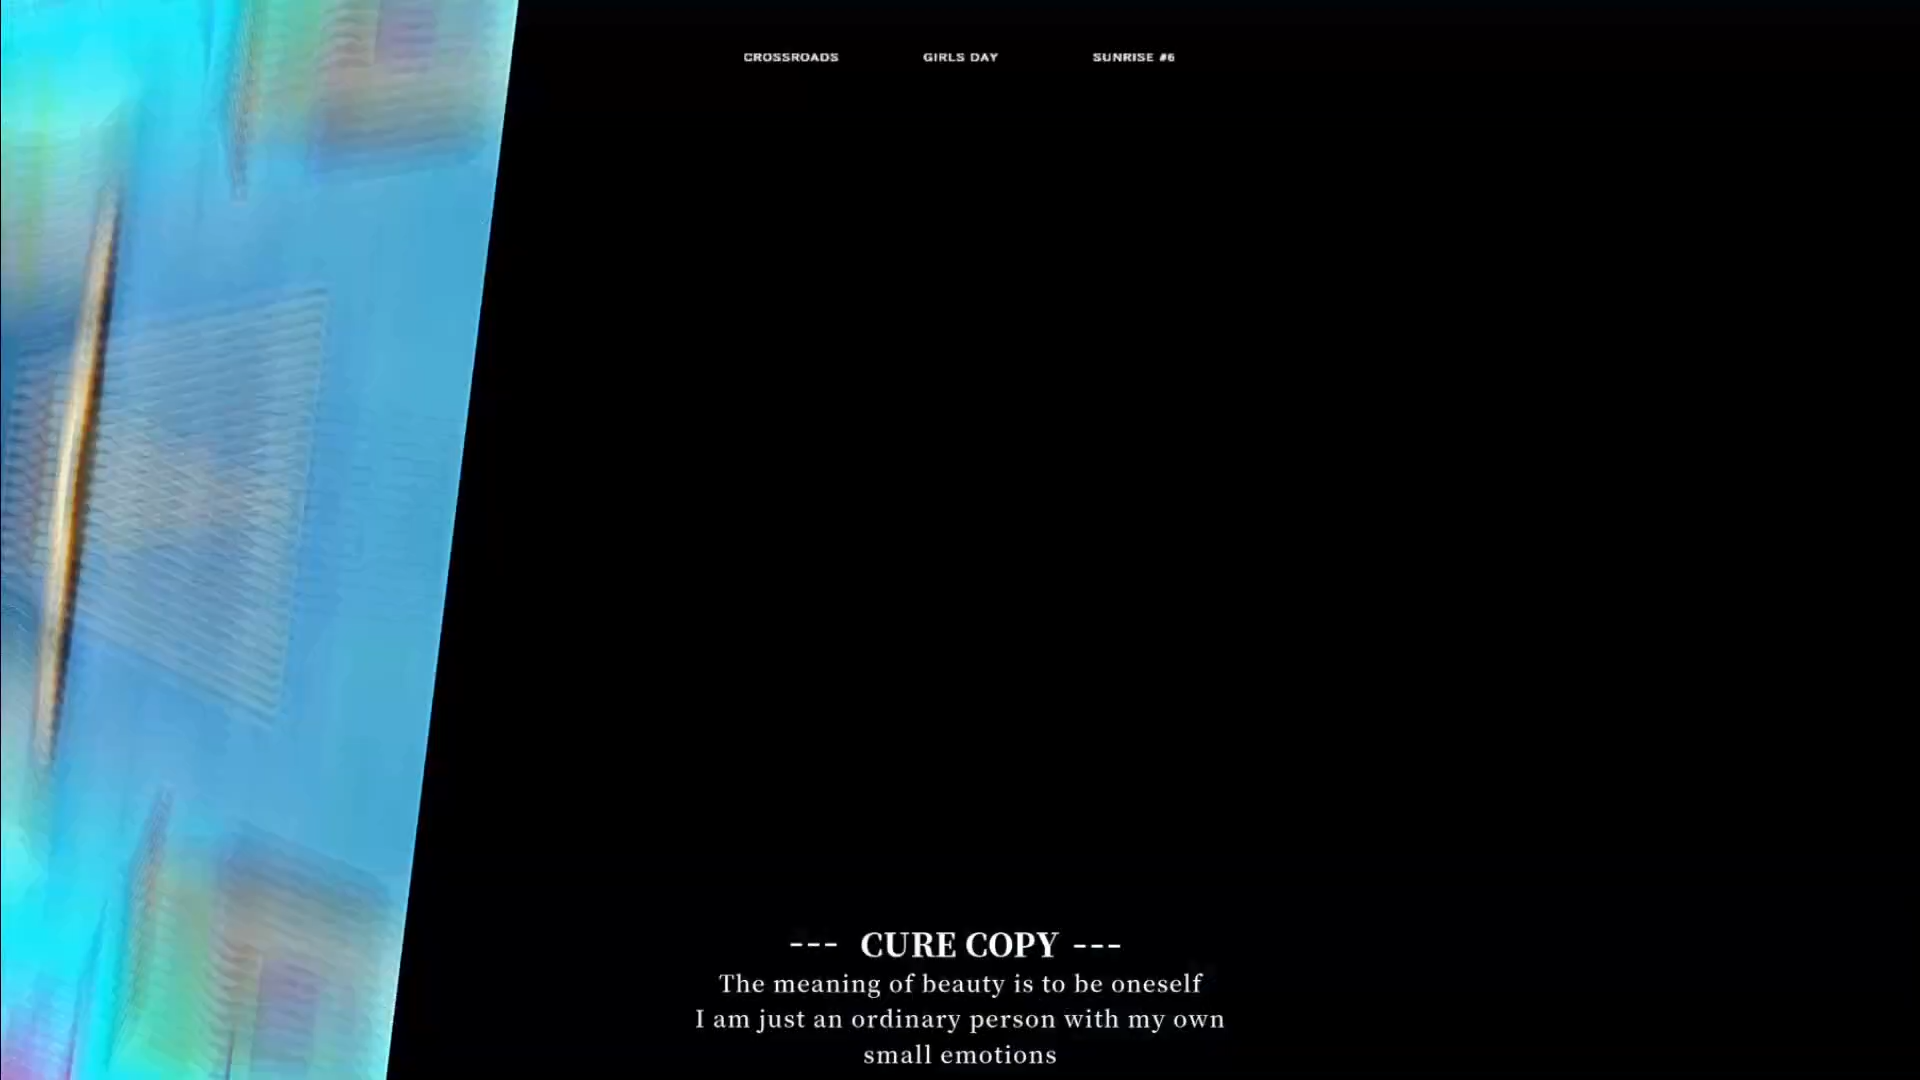 CROSSROADS GIRLS DAY SUNRISE #6
--- CURE COPY ---
The meaning of beauty is to be oneself
I am just an ordinary person with my own
small emotions